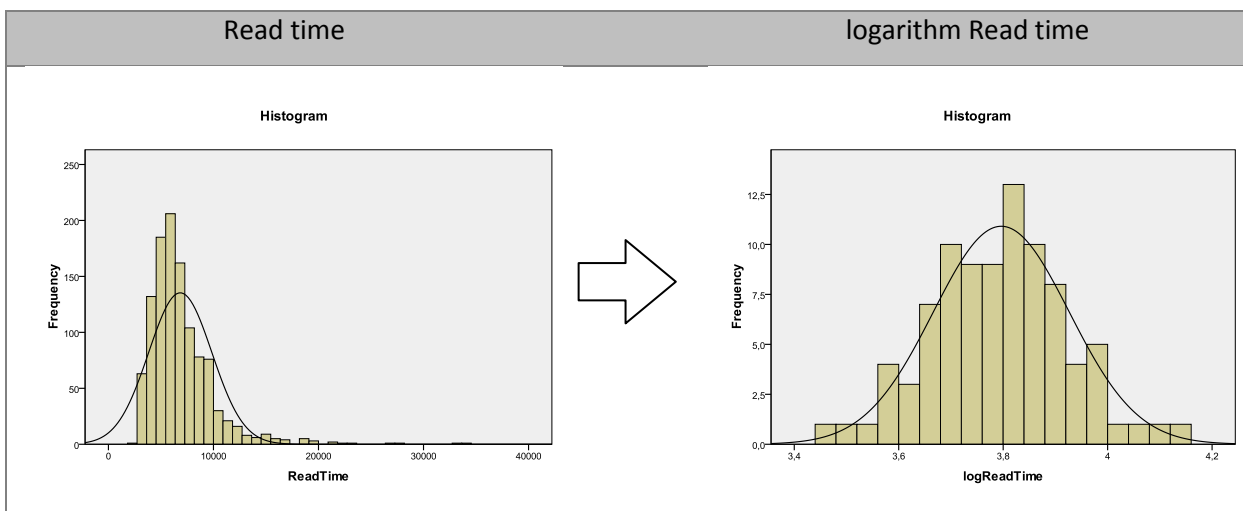 Read time
logarithm Read time
Histogram
Frequency
250
200
150
100
50
0
0 10000 20000 30000 40000
ReadTime
Histogram
Frequency
12,5
10,0
7,5
5,0
2,5
0,0
3,4 3,6 3,8 4 4,2
logReadTime